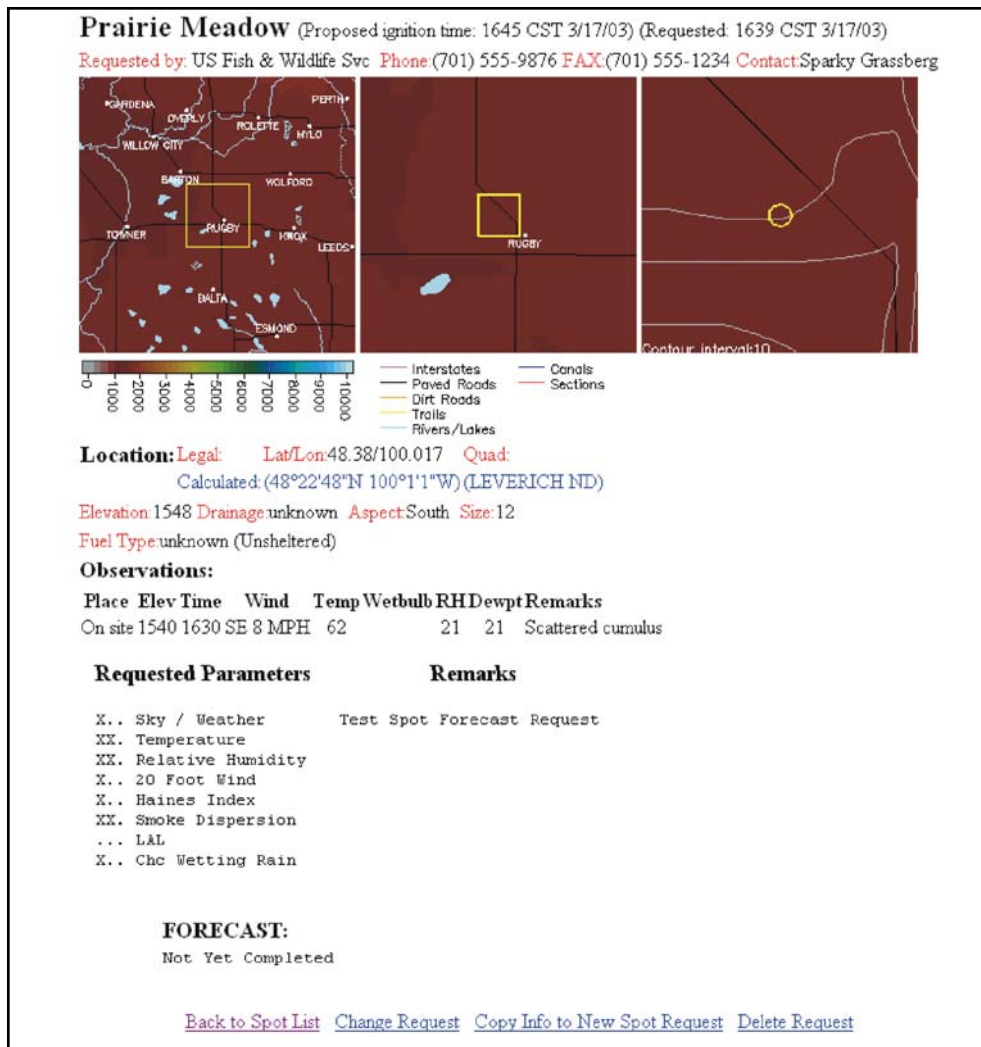 Prairie Meadow (Proposed ignition time: 1645 CST 3/17/03) (Requested: 1639 CST 3/17/03)
Requested by: US Fish & Wildlife Svc Phone:(701) 555-9876 FAX:(701) 555-1234 Contact:Sparky Grassberg
GARDENA
OVERLY
PERTH
ROLETTE
MYLO
WILLOW CITY
BARTON
WOLFORD
TOWNER
RUGBY
KNOX
LEEDS
BALTA
ESMOND
RUGBY
Contour interval:10
0 1000 2000 3000 4000 5000 6000 7000 8000 9000 10000
Interstates
Paved Roads
Dirt Roads
Trails
Rivers/Lakes
Canals
Sections
Location: Legal: Lat/Lon:48.38/100.017 Quad:
Calculated: (48°22'48"N 100°1'1"W) (LEVERICH ND)
Elevation:1548 Drainage:unknown Aspect:South Size:12
Fuel Type:unknown (Unsheltered)
Observations:
Place Elev Time Wind Temp Wetbulb RH Dewpt Remarks
On site 1540 1630 SE 8 MPH 62 21 21 Scattered cumulus
Requested Parameters Remarks
X.. Sky / Weather Test Spot Forecast Request
XX. Temperature
XX. Relative Humidity
X.. 20 Foot Wind
X.. Haines Index
XX. Smoke Dispersion
... LAL
X.. Chc Wetting Rain
FORECAST:
Not Yet Completed
Back to Spot List Change Request Copy Info to New Spot Request Delete Request